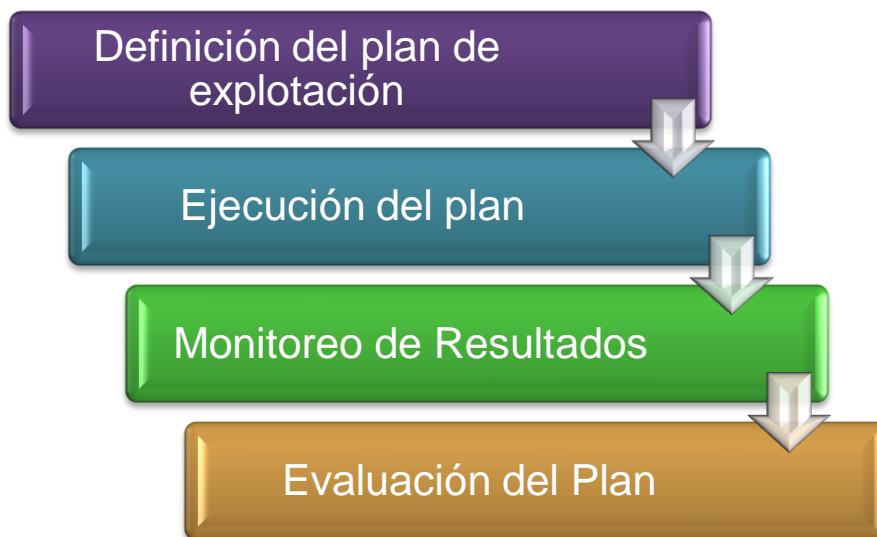 Definición del plan de
explotación
Ejecución del plan
Monitoreo de Resultados
Evaluación del Plan